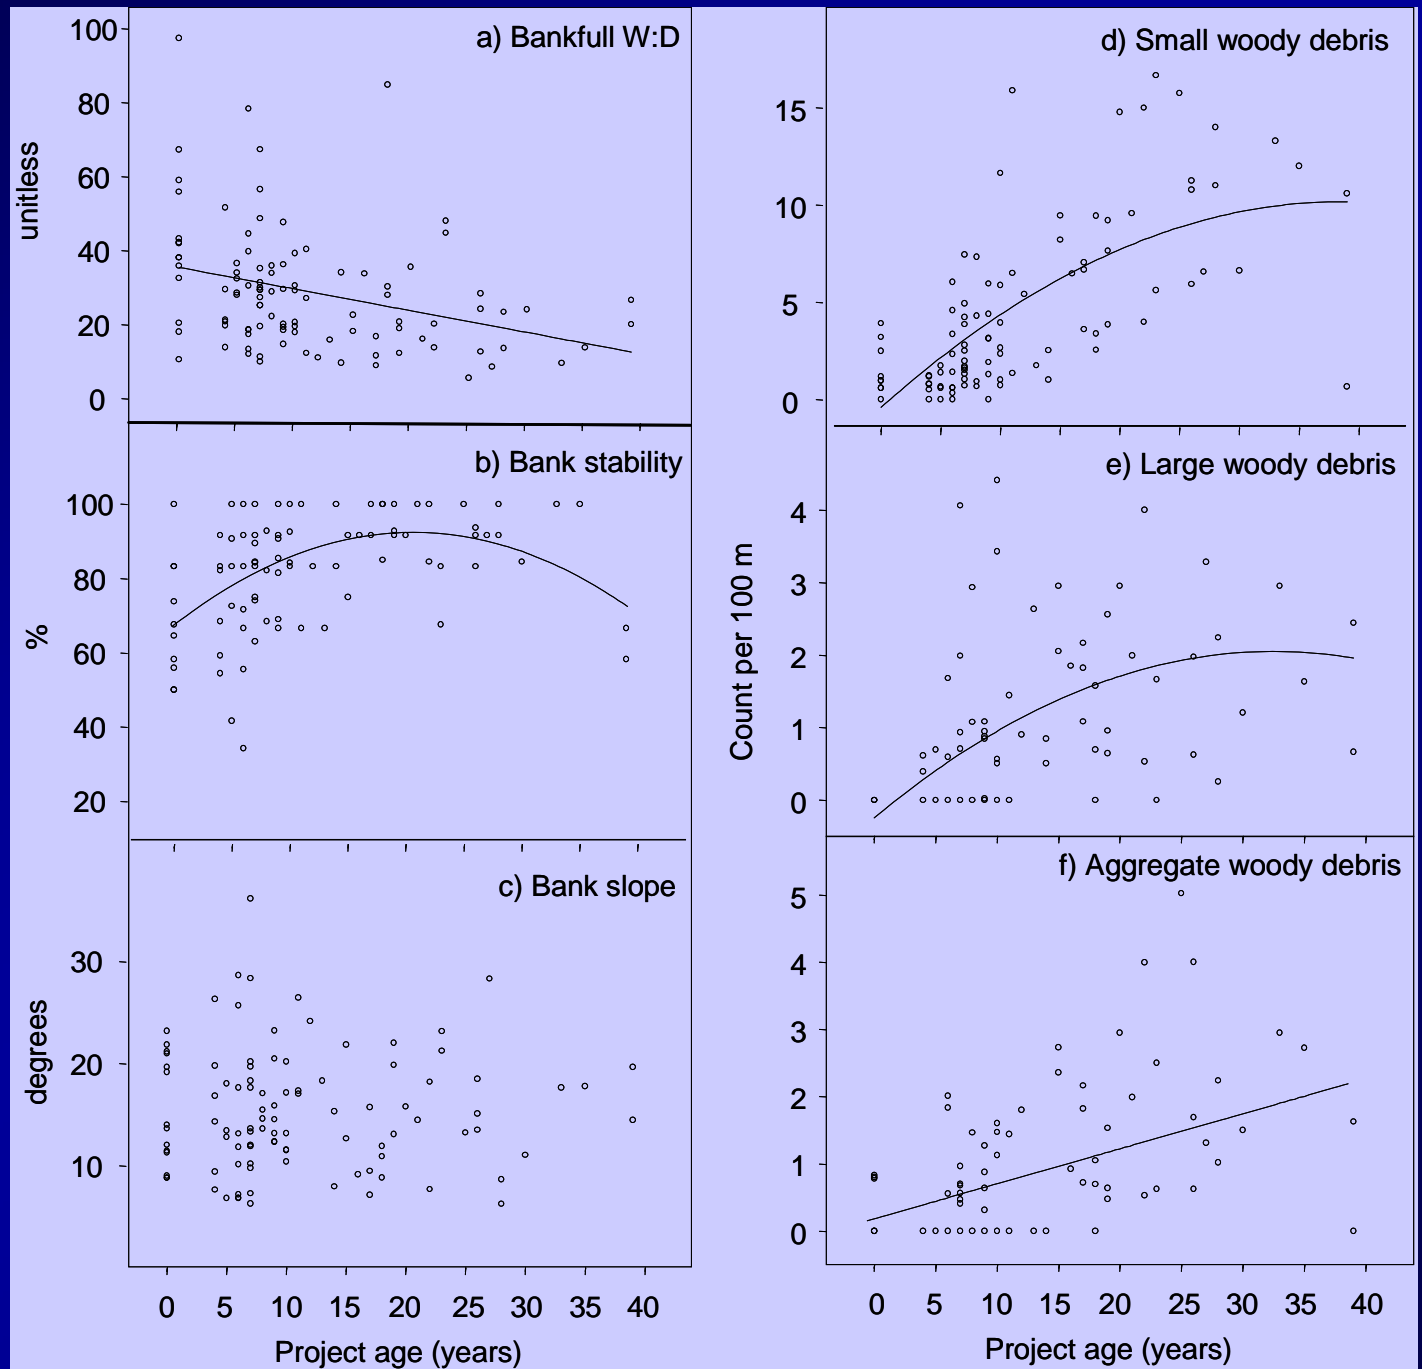 a) Bankfull W:D
100
80
60
40
20
0
unitless
b) Bank stability
100
80
60
40
20
%
c) Bank slope
30
20
10
degrees
0 5 10 15 20 25 30 35 40
Project age (years)
d) Small woody debris
15
10
5
0
e) Large woody debris
4
3
2
1
0
Count per 100 m
f) Aggregate woody debris
5
4
3
2
1
0
0 5 10 15 20 25 30 35 40
Project age (years)